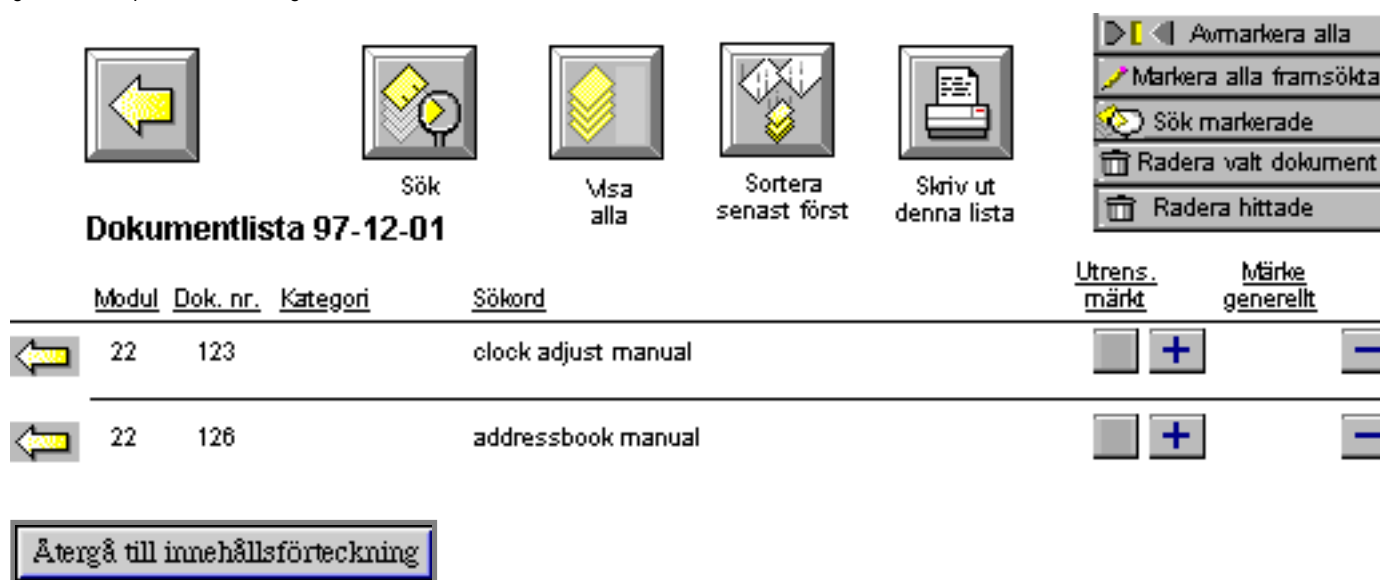 Avmarkera alla
Markera alla framsökta
Sök markerade
Radera valt dokument
Radera hittade
Sök
Visa
alla
Sortera
senast först
Skriv ut
denna lista
Dokumentlista 97-12-01
Modul Dok. nr. Kategori Sökord Utrens. märkt Märke generellt
22 123 clock adjust manual
22 126 addressbook manual
Återgå till innehållsförteckning